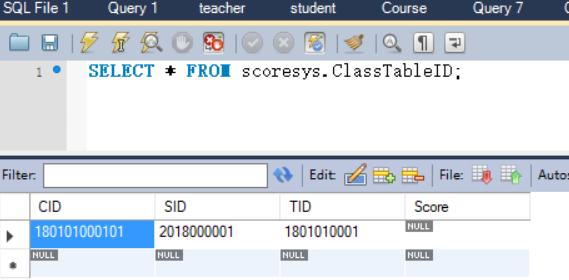 SQL File 1 Query 1 teacher student Course Query 7
1 SELECT * FROM scoresys.ClassTableID;
Filter: Edit: File: Autos
CID SID TID Score
180101000101 2018000001 1801010001 NULL
NULL NULL NULL NULL